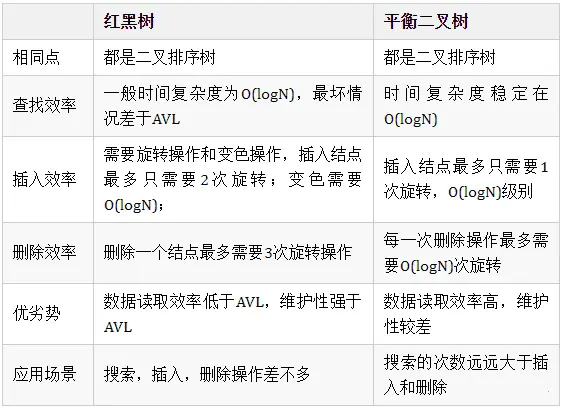 红黑树 平衡二叉树
相同点 都是二叉排序树 都是二叉排序树
查找效率
一般时间复杂度为O(logN)，最坏情
况差于AVL
时间复杂度稳定在
O(logN)
插入效率
需要旋转操作和变色操作，插入结点
最多只需要2次旋转；变色需要
O(logN)；
插入结点最多只需要1
次旋转，O(logN)级别
删除效率
删除一个结点最多需要3次旋转操作
每一次删除操作最多需
要O(logN)次旋转
优劣势
数据读取效率低于AVL，维护性强于
AVL
数据读取效率高，维护
性较差
应用场景
搜索，插入，删除操作差不多
搜索的次数远远大于插
入和删除